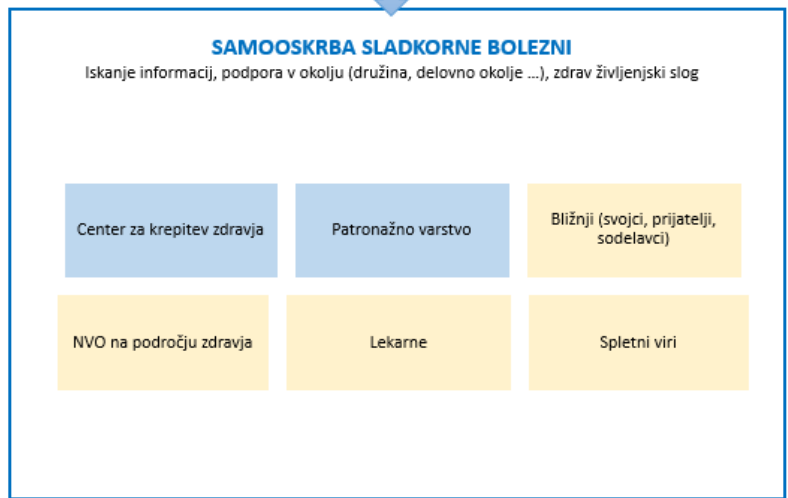 SAMOOSKRBA SLADKORNE BOLEZNI
Iskanje informacij, podpora v okolju (družina, delovno okolje ...), zdrav življenjski slog
Center za krepitev zdravja
Patronažno varstvo
Bližnji (svojci, prijatelji,
sodelavci)
NVO na področju zdravja
Lekarne
Spletni viri